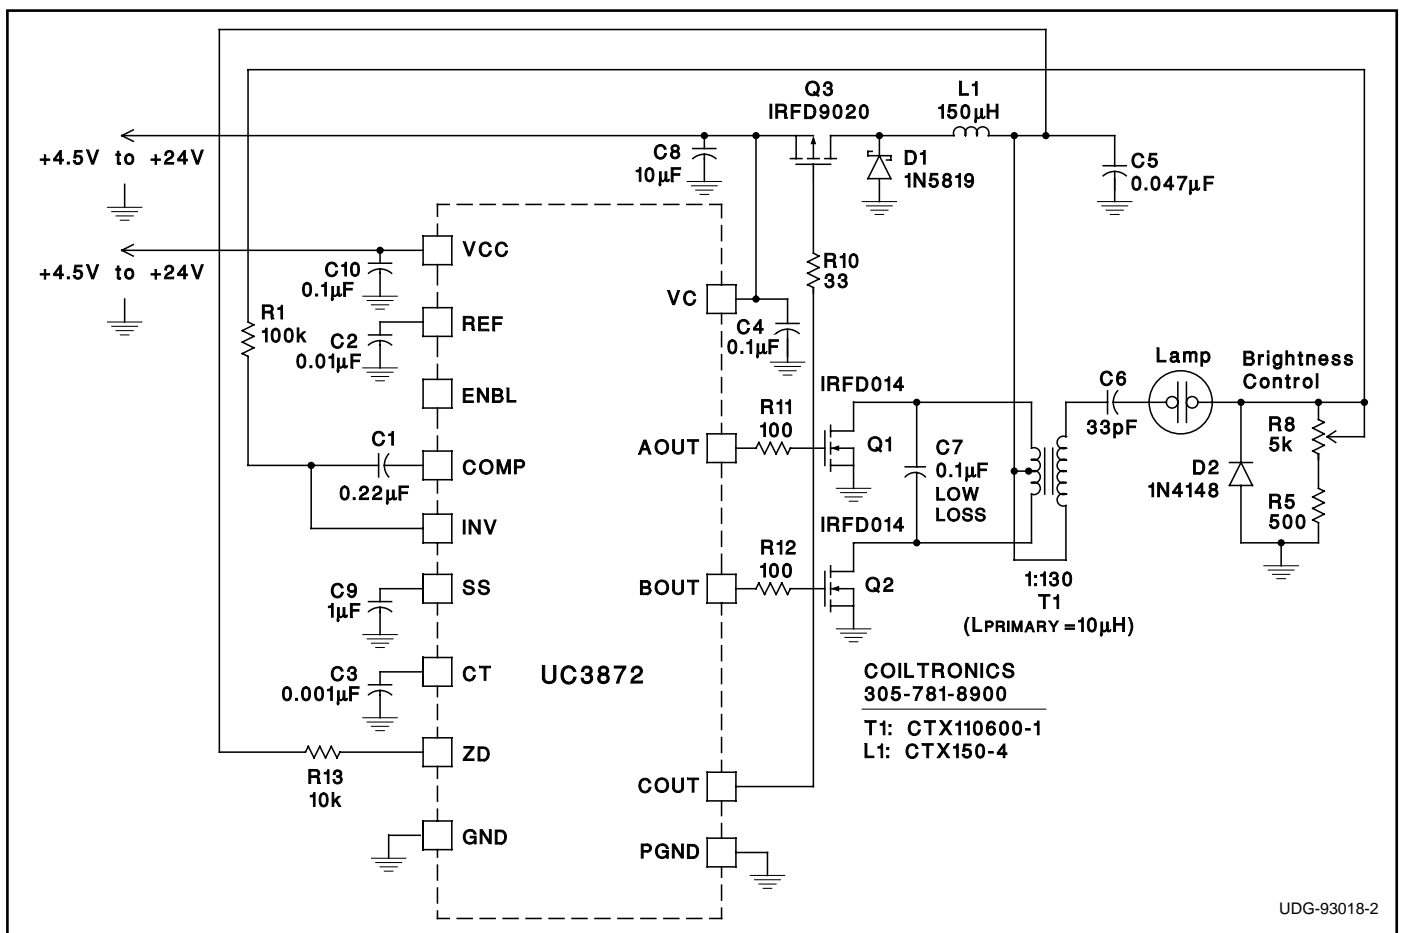 Q3
IRFD9020
L1
150µH
+4.5V to +24V
C8
10µF
D1
1N5819
C5
0.047µF
+4.5V to +24V
C10
0.1µF
VCC
R10
33
VC
R1
100k
C2
0.01µF
REF
C4
0.1µF
ENBL
Lamp
Brightness
Control
C6
33pF
IRFD014
R11
100
AOUT
Q1
C7
0.1µF
LOW
LOSS
R8
5k
D2
1N4148
R5
500
C1
0.22µF
COMP
INV
IRFD014
R12
100
BOUT
Q2
1:130
T1
(LPRIMARY=10µH)
C9
1µF
SS
C3
0.001µF
CT
UC3872
COILTRONICS
305-781-8900
T1: CTX110600-1
L1: CTX150-4
ZD
R13
10k
COUT
GND
PGND
UDG-93018-2